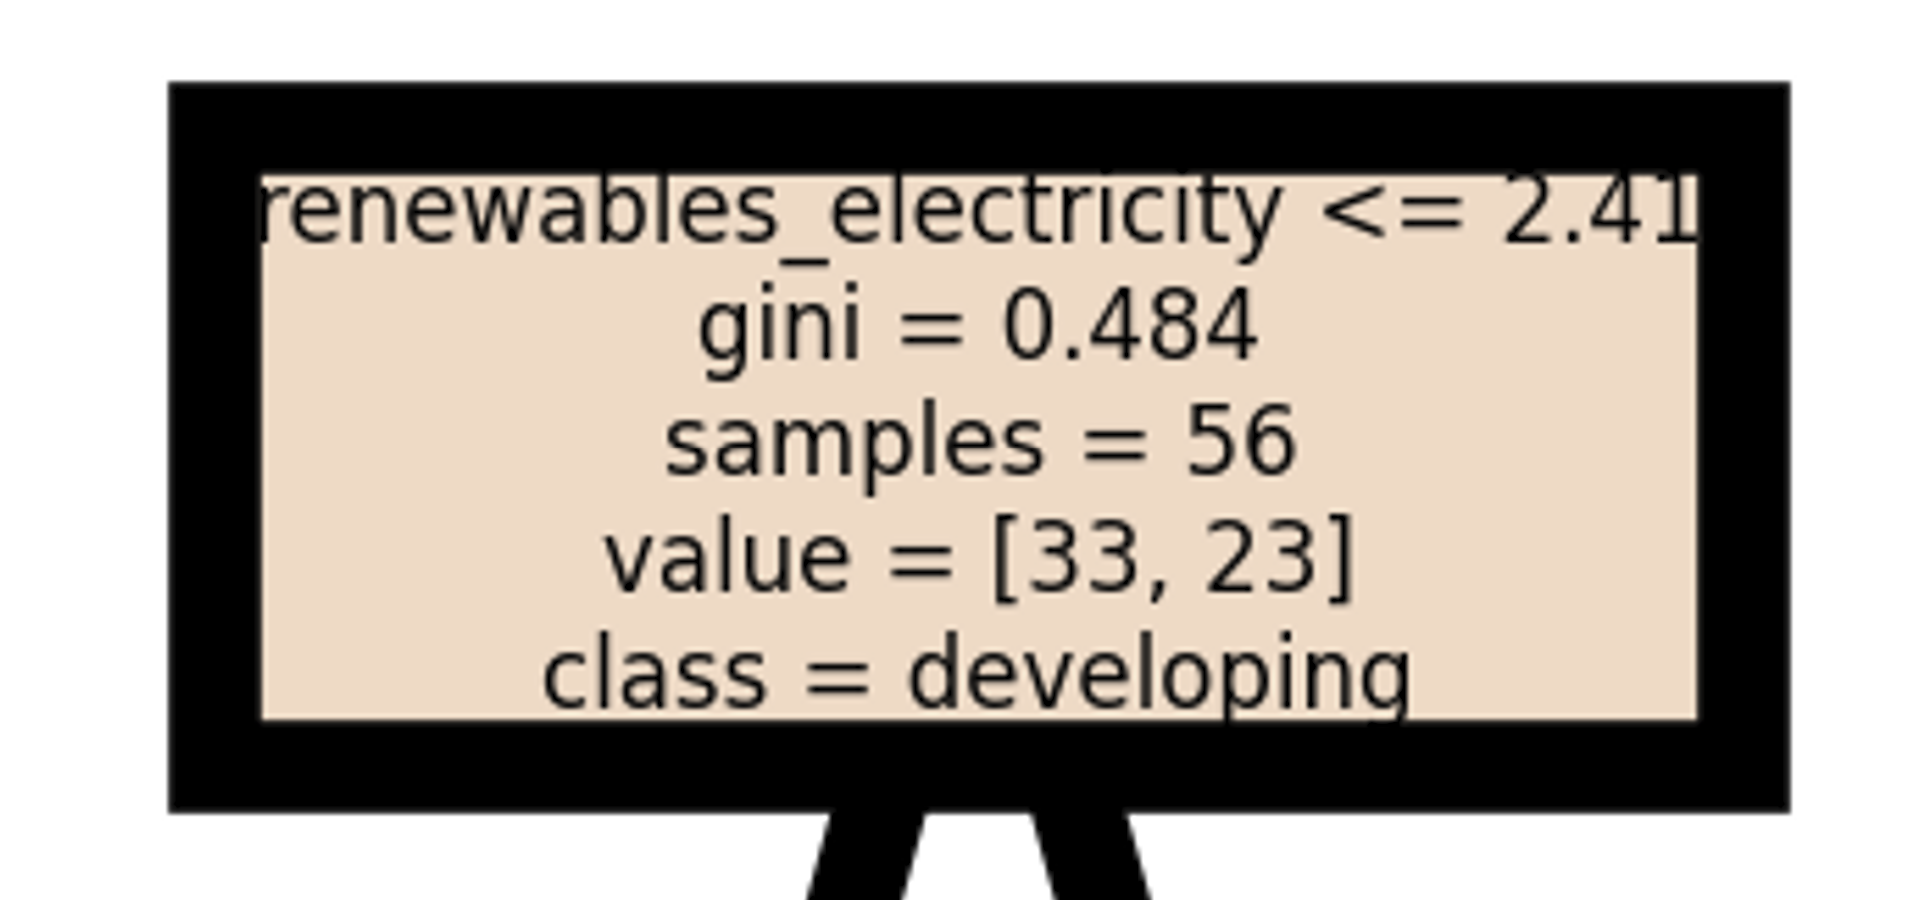 renewables_electricity <= 2.41
gini = 0.484
samples = 56
value = [33, 23]
class = developing